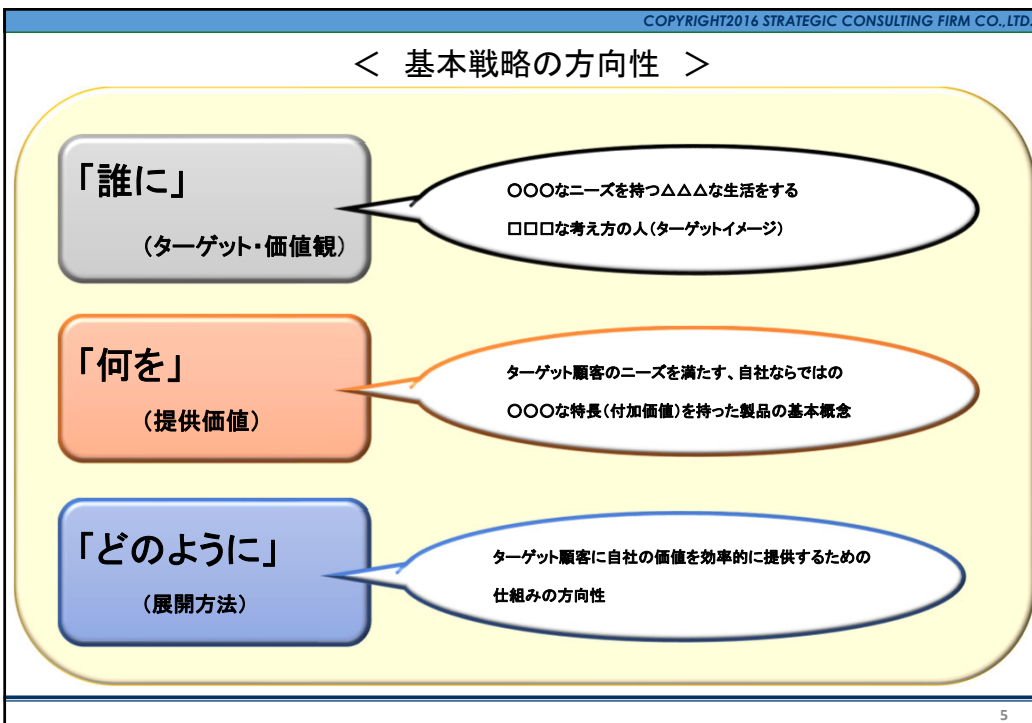 COPYRIGHT2016 STRATEGIC CONSULTING FIRM CO.,LTD.
＜ 基本戦略の方向性 ＞
「誰に」
（ターゲット・価値観）
○○○なニーズを持つ△△△な生活をする
□□□な考え方の人（ターゲットイメージ）
「何を」
（提供価値）
ターゲット顧客のニーズを満たす、自社ならではの
○○○な特長（付加価値）を持った製品の基本概念
「どのように」
（展開方法）
ターゲット顧客に自社の価値を効率的に提供するための
仕組みの方向性
5